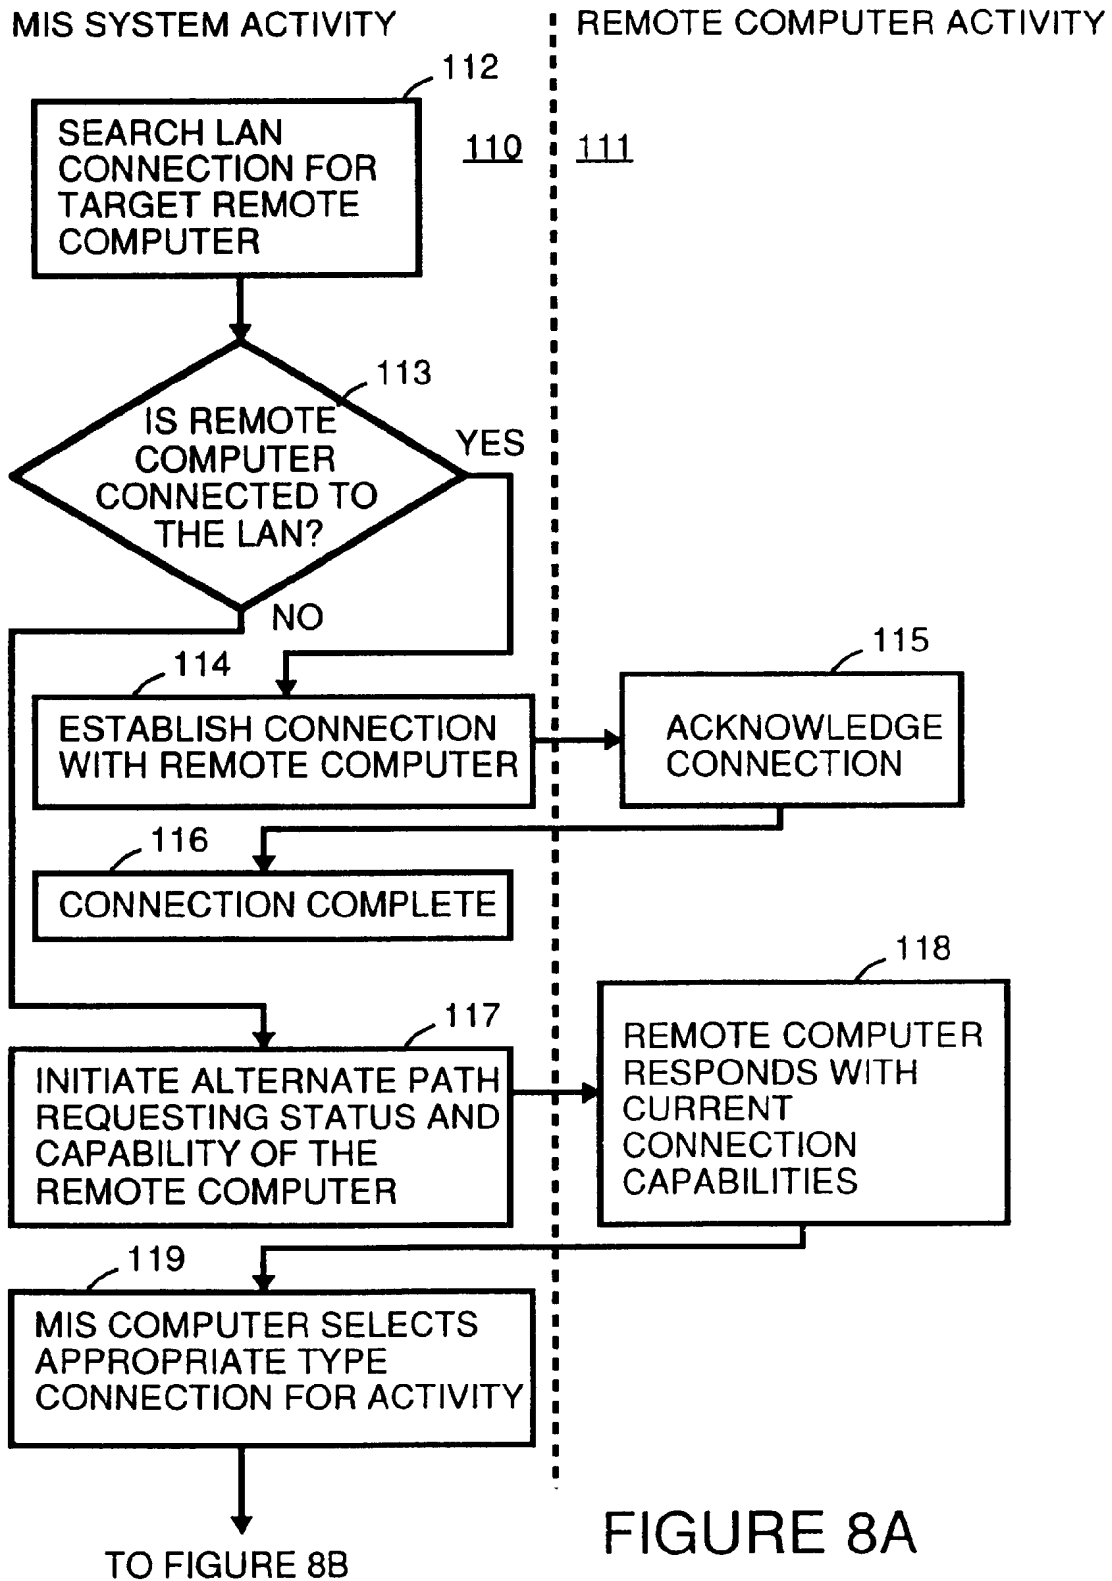 MIS SYSTEM ACTIVITY
REMOTE COMPUTER ACTIVITY
112
SEARCH LAN
CONNECTION FOR
TARGET REMOTE
COMPUTER
110
111
113
IS REMOTE
COMPUTER
CONNECTED TO
THE LAN?
YES
NO
114
ESTABLISH CONNECTION
WITH REMOTE COMPUTER
115
ACKNOWLEDGE
CONNECTION
116
CONNECTION COMPLETE
117
INITIATE ALTERNATE PATH
REQUESTING STATUS AND
CAPABILITY OF THE
REMOTE COMPUTER
118
REMOTE COMPUTER
RESPONDS WITH
CURRENT
CONNECTION
CAPABILITIES
119
MIS COMPUTER SELECTS
APPROPRIATE TYPE
CONNECTION FOR ACTIVITY
TO FIGURE 8B
FIGURE 8A